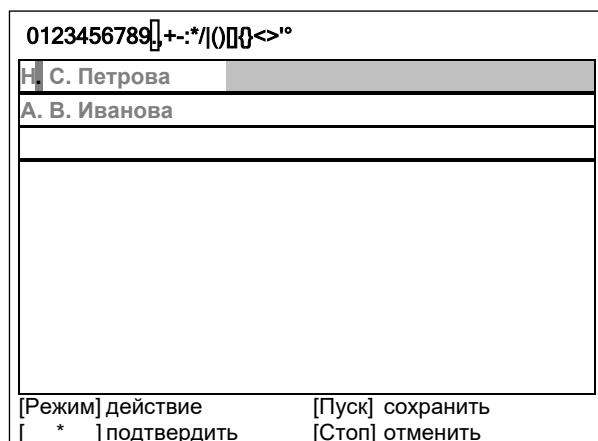 0123456789.,+-:*/|()[]{}<>'°
Н. С. Петрова
А. В. Иванова
[Режим] действие [Пуск] сохранить
[ * ] подтвердить [Стоп] отменить